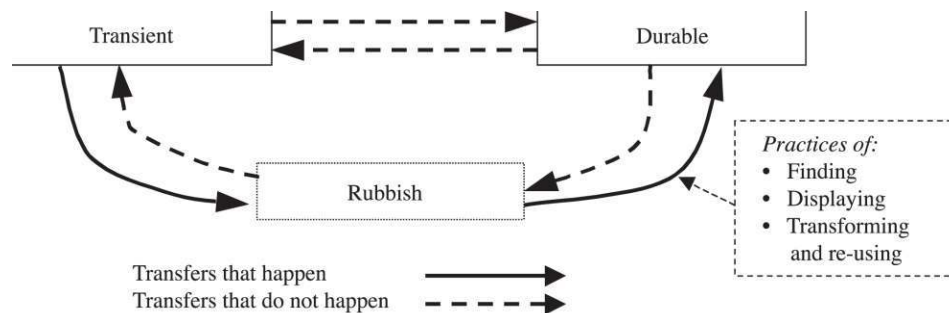 Transient
Durable
Practices of:
• Finding
• Displaying
• Transforming
and re-using
Rubbish
Transfers that happen
Transfers that do not happen